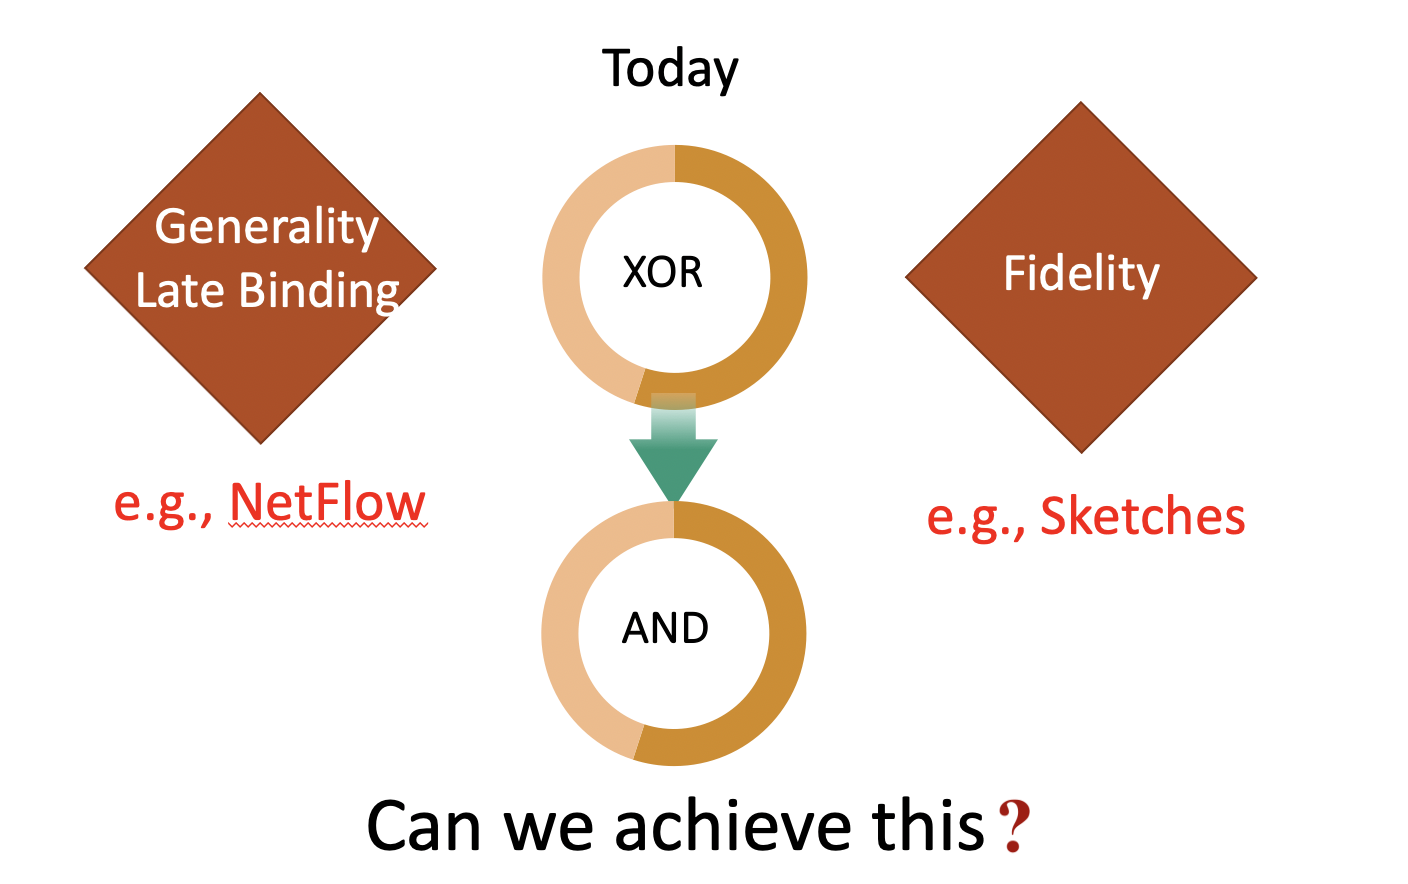 Today
Generality
Late Binding
XOR
Fidelity
e.g., NetFlow
e.g., Sketches
AND
Can we achieve this?